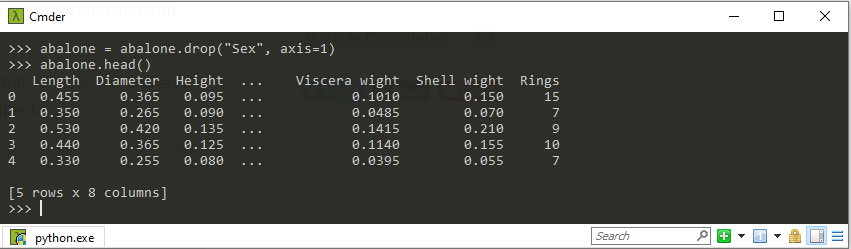 Cmder
>>> abalone = abalone.drop("Sex", axis=1)
>>> abalone.head()
   Length  Diameter  Height  ...  Viscera wight  Shell wight  Rings
0   0.455     0.365   0.095  ...         0.1010        0.150     15
1   0.350     0.265   0.090  ...         0.0485        0.070      7
2   0.530     0.420   0.135  ...         0.1415        0.210      9
3   0.440     0.365   0.125  ...         0.1140        0.155     10
4   0.330     0.255   0.080  ...         0.0395        0.055      7
[5 rows x 8 columns]
>>>
python.exe
Search